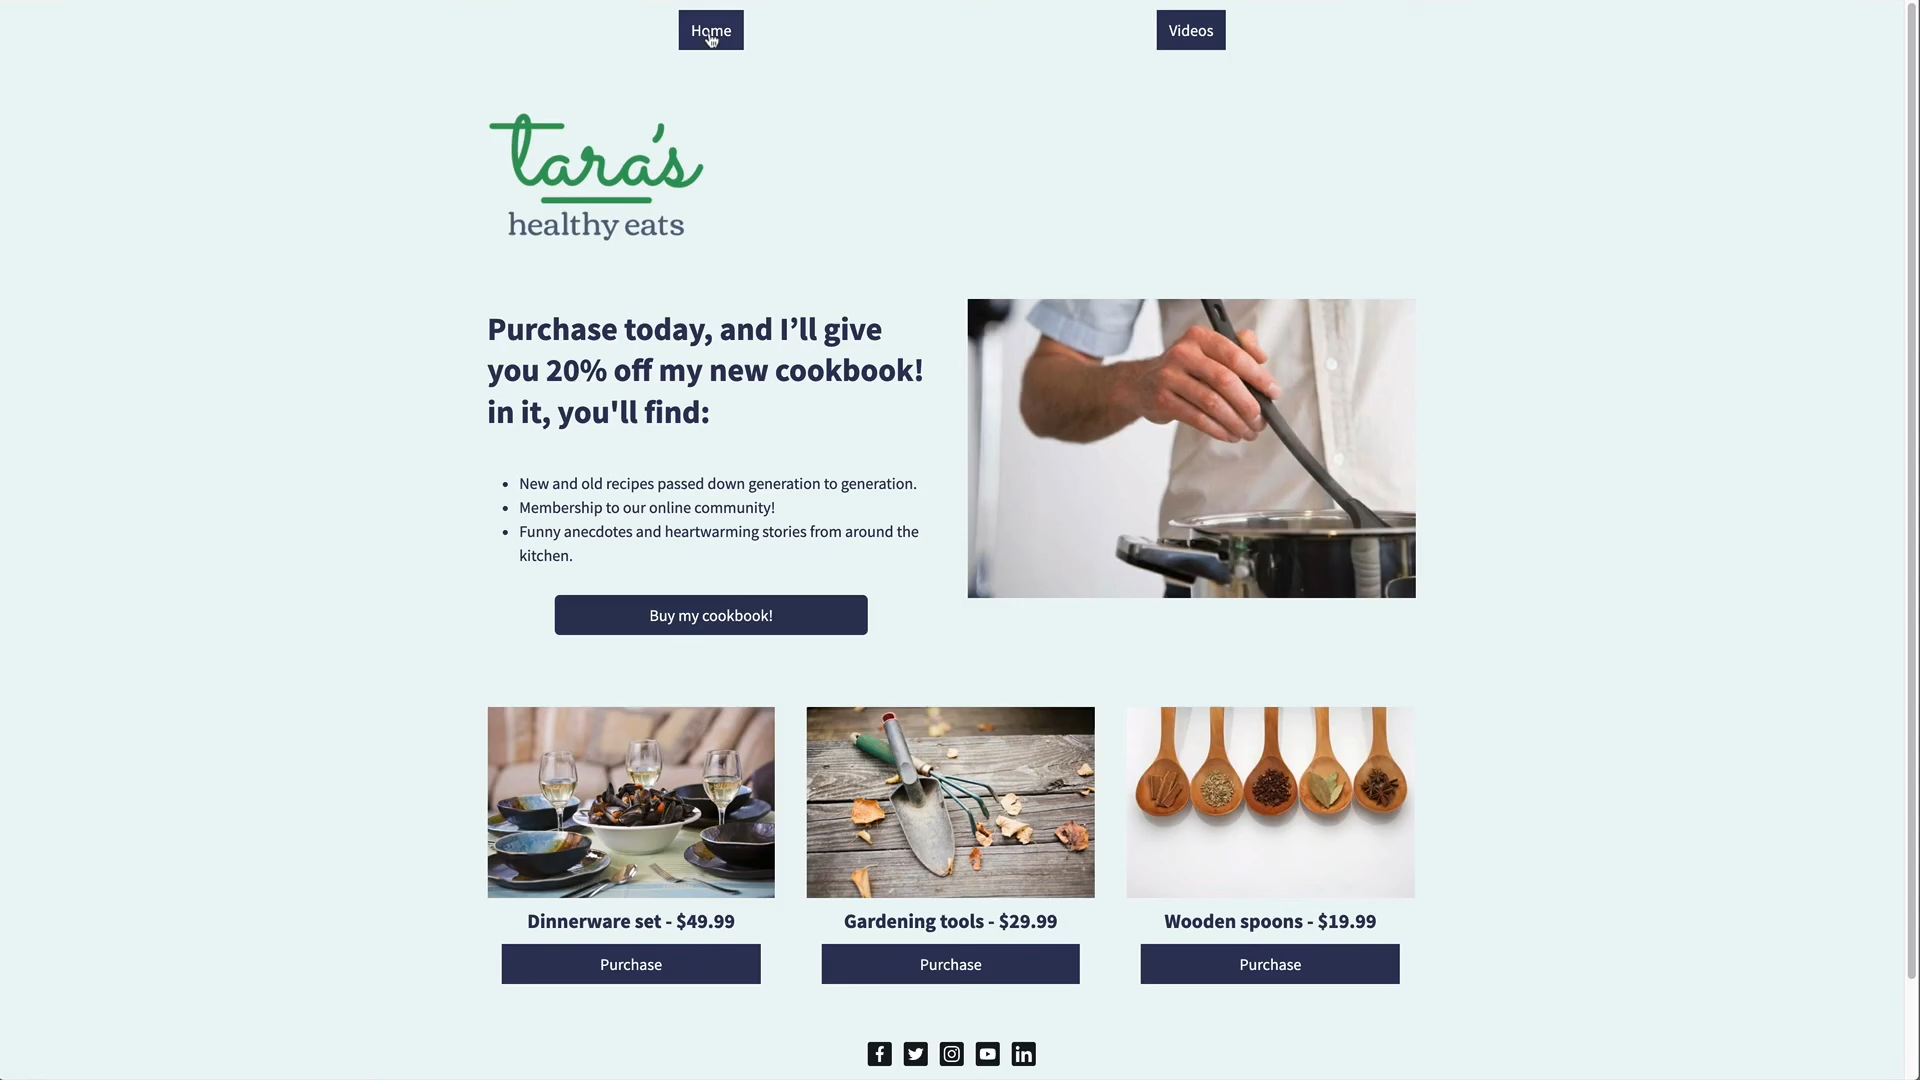 Home
Videos
tara's
healthy eats
Purchase today, and I’ll give
you 20% off my new cookbook!
in it, you'll find:
New and old recipes passed down generation to generation.
Membership to our online community!
Funny anecdotes and heartwarming stories from around the
kitchen.
Buy my cookbook!
Dinnerware set - $49.99
Gardening tools - $29.99
Wooden spoons - $19.99
Purchase
Purchase
Purchase